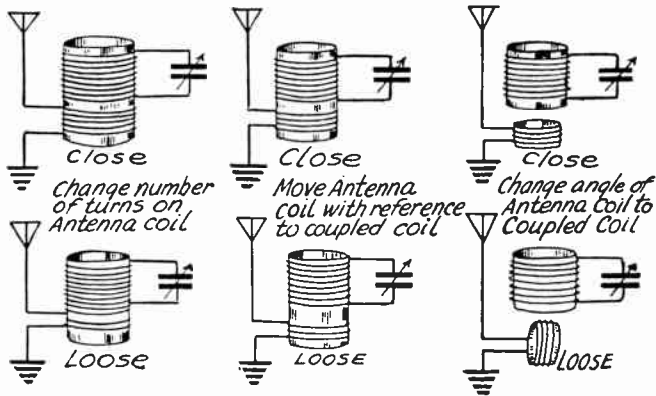 Close
Close
Close
Change number
of turns on
Antenna coil
Move Antenna
coil with reference
to coupled coil
Change angle of
Antenna Coil to
Coupled Coil
Loose
LOOSE
LOOSE